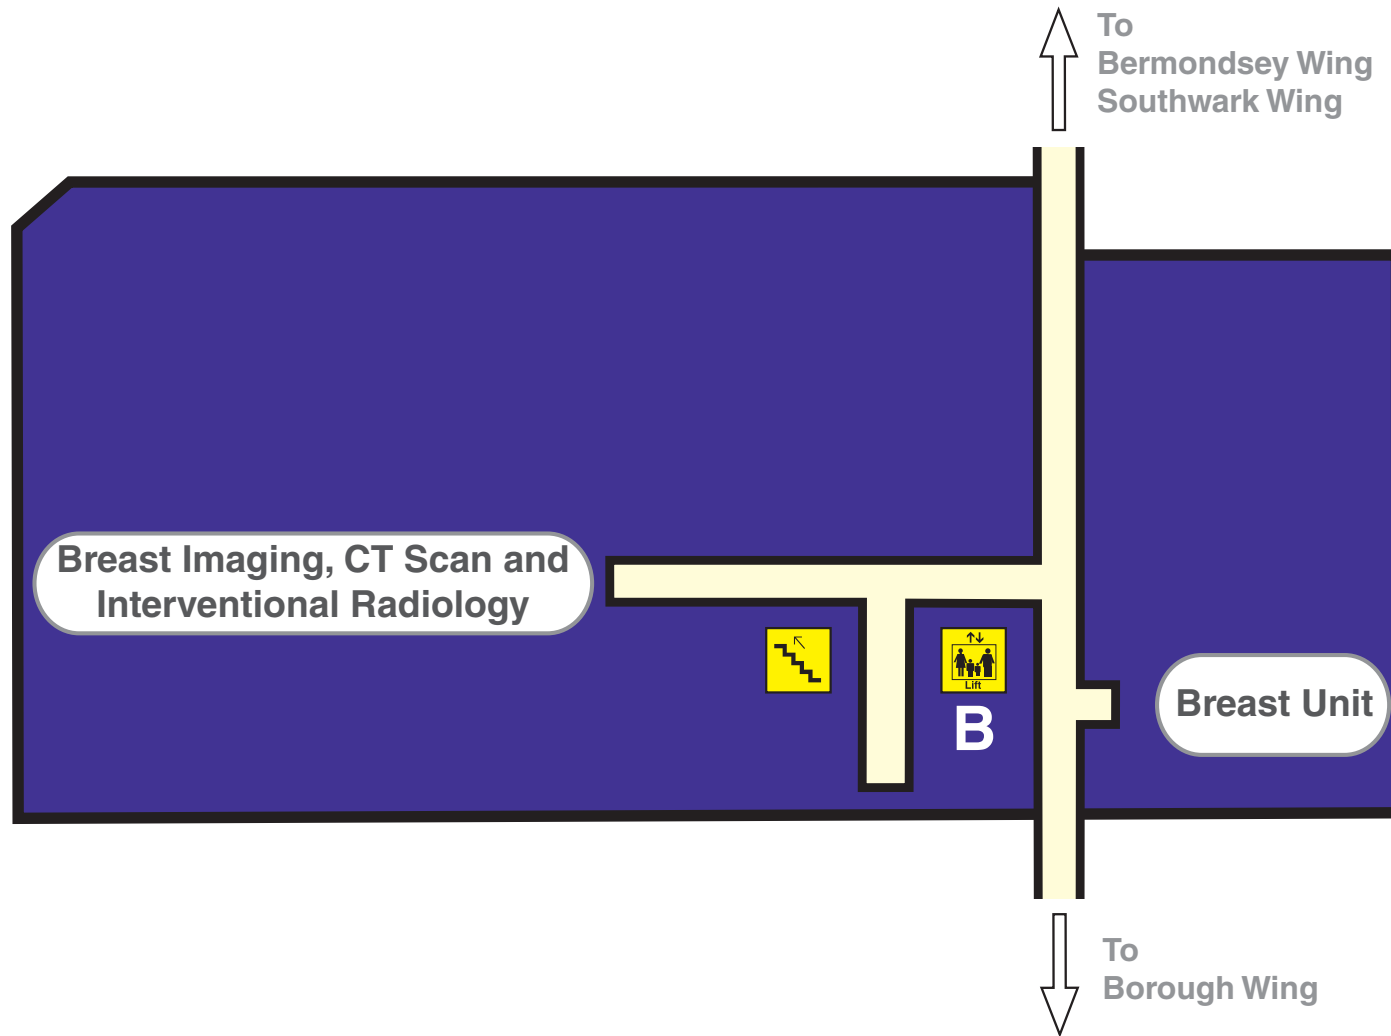 To
Bermondsey Wing
Southwark Wing
Breast Imaging, CT Scan and
Interventional Radiology
Lift
B
Breast Unit
To
Borough Wing